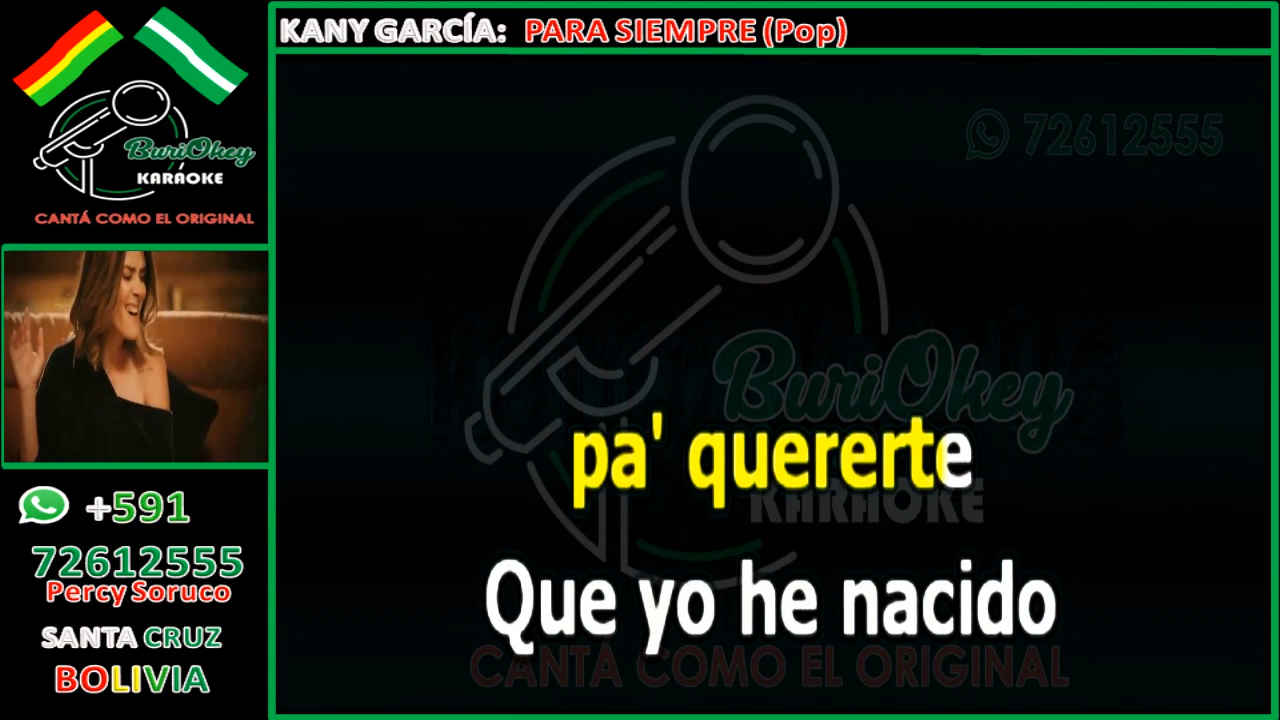 KANY GARCÍA: PARA SIEMPRE (Pop)
BuriOkey
KARAOKE
CANTÁ COMO EL ORIGINAL
72612555
BuriOkey
pa' quererte
KARAOKE
Que yo he nacido
CANTÁ COMO EL ORIGINAL
+591
72612555
Percy Soruco
SANTA CRUZ
BOLIVIA